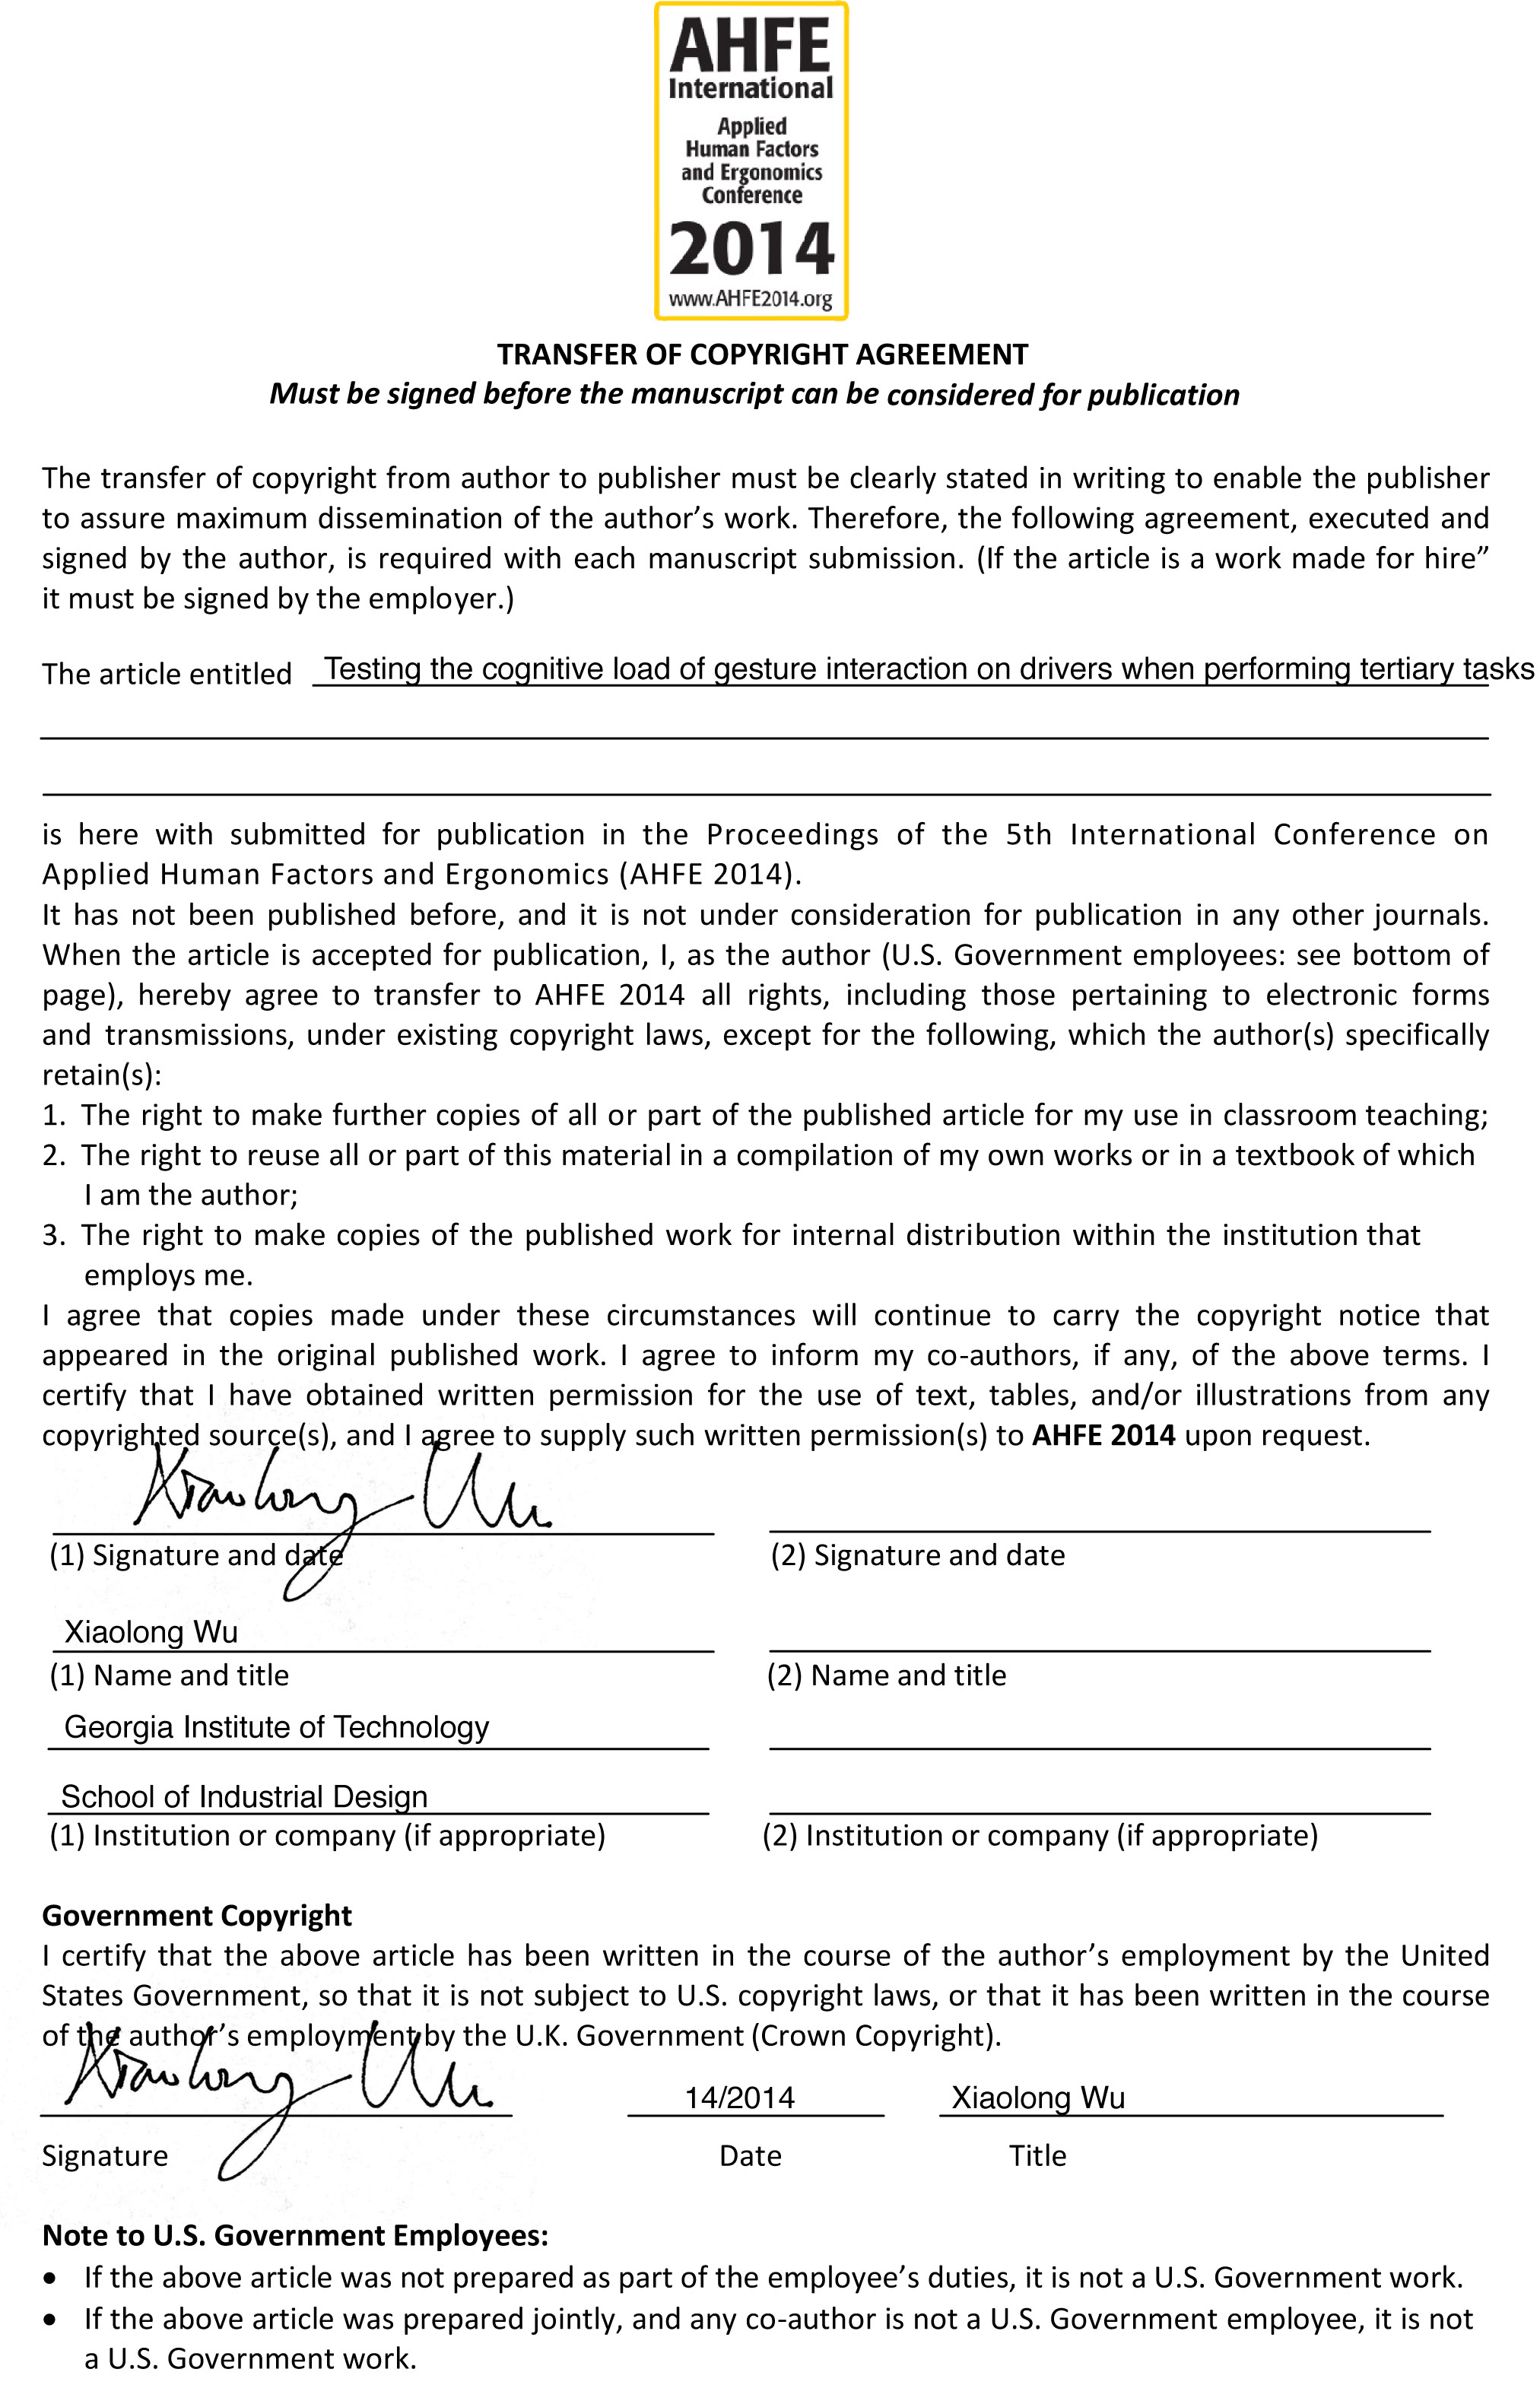 AHFE
International
Applied
Human Factors
and Ergonomics
Conference
2014
www.AHFE2014.org
TRANSFER OF COPYRIGHT AGREEMENT
Must be signed before the manuscript can be considered for publication
The transfer of copyright from author to publisher must be clearly stated in writing to enable the publisher
to assure maximum dissemination of the author’s work. Therefore, the following agreement, executed and
signed by the author, is required with each manuscript submission. (If the article is a work made for hire”
it must be signed by the employer.)
The article entitled Testing the cognitive load of gesture interaction on drivers when performing tertiary tasks
is here with submitted for publication in the Proceedings of the 5th International Conference on
Applied Human Factors and Ergonomics (AHFE 2014).
It has not been published before, and it is not under consideration for publication in any other journals.
When the article is accepted for publication, I, as the author (U.S. Government employees: see bottom of
page), hereby agree to transfer to AHFE 2014 all rights, including those pertaining to electronic forms
and transmissions, under existing copyright laws, except for the following, which the author(s) specifically
retain(s):
1. The right to make further copies of all or part of the published article for my use in classroom teaching;
2. The right to reuse all or part of this material in a compilation of my own works or in a textbook of which
I am the author;
3. The right to make copies of the published work for internal distribution within the institution that
employs me.
I agree that copies made under these circumstances will continue to carry the copyright notice that
appeared in the original published work. I agree to inform my co-authors, if any, of the above terms. I
certify that I have obtained written permission for the use of text, tables, and/or illustrations from any
copyrighted source(s), and I agree to supply such written permission(s) to AHFE 2014 upon request.
Xiaolong Wu
(1) Signature and date (2) Signature and date
Xiaolong Wu
(1) Name and title (2) Name and title
Georgia Institute of Technology
School of Industrial Design
(1) Institution or company (if appropriate) (2) Institution or company (if appropriate)
Government Copyright
I certify that the above article has been written in the course of the author’s employment by the United
States Government, so that it is not subject to U.S. copyright laws, or that it has been written in the course
of the author’s employment by the U.K. Government (Crown Copyright).
Xiaolong Wu 14/2014 Xiaolong Wu
Signature Date Title
Note to U.S. Government Employees:
• If the above article was not prepared as part of the employee’s duties, it is not a U.S. Government work.
• If the above article was prepared jointly, and any co-author is not a U.S. Government employee, it is not
a U.S. Government work.